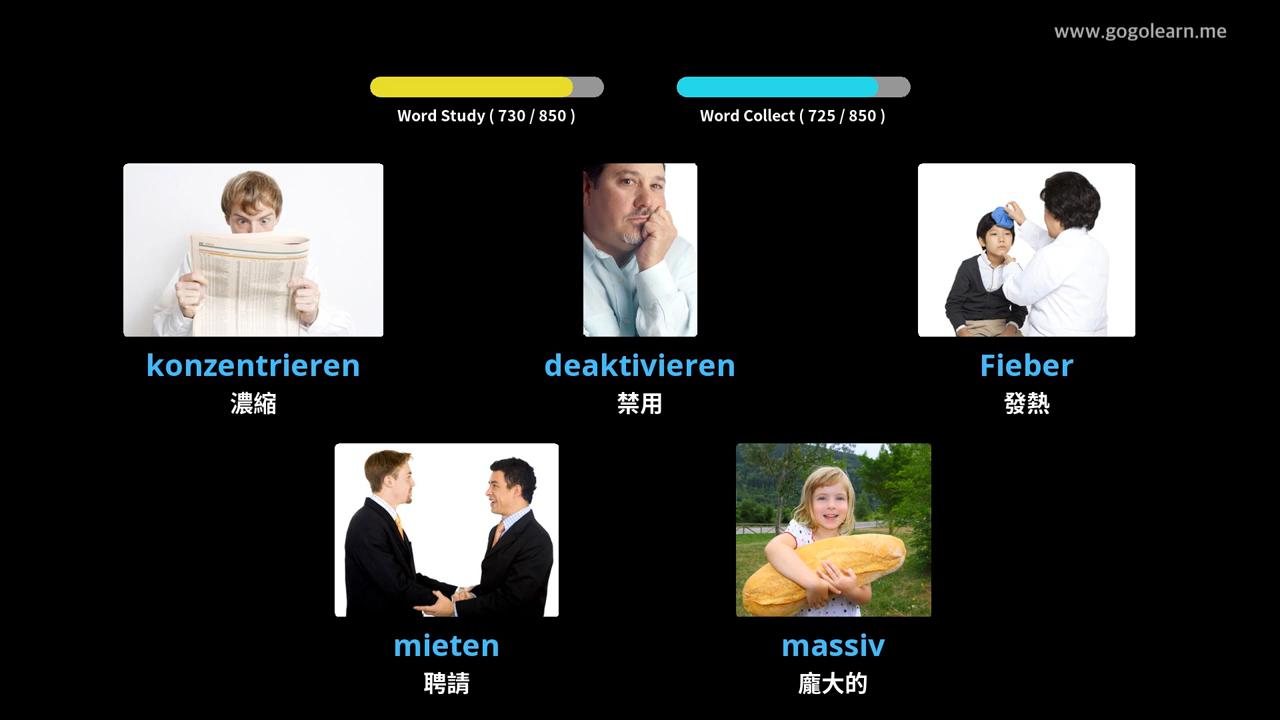 www.gogolearn.me
Word Study ( 730 / 850 )
Word Collect ( 725 / 850 )
konzentrieren
濃縮
deaktivieren
禁用
Fieber
發熱
mieten
聘請
massiv
龐大的